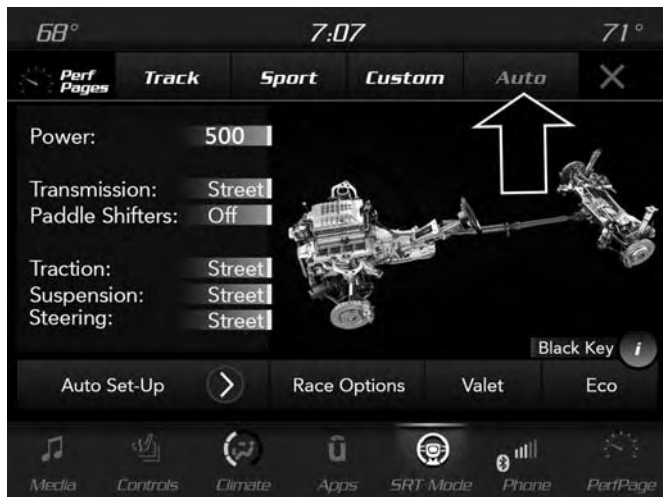 68° 7:07 71°
Perf Pages Track Sport Custom Auto
Power: 500
Transmission: Street
Paddle Shifters: Off
Traction: Street
Suspension: Street
Steering: Street
Black Key i
Auto Set-Up Race Options Valet Eco
Media Controls Climate Apps SRT Mode Phone PerfPage